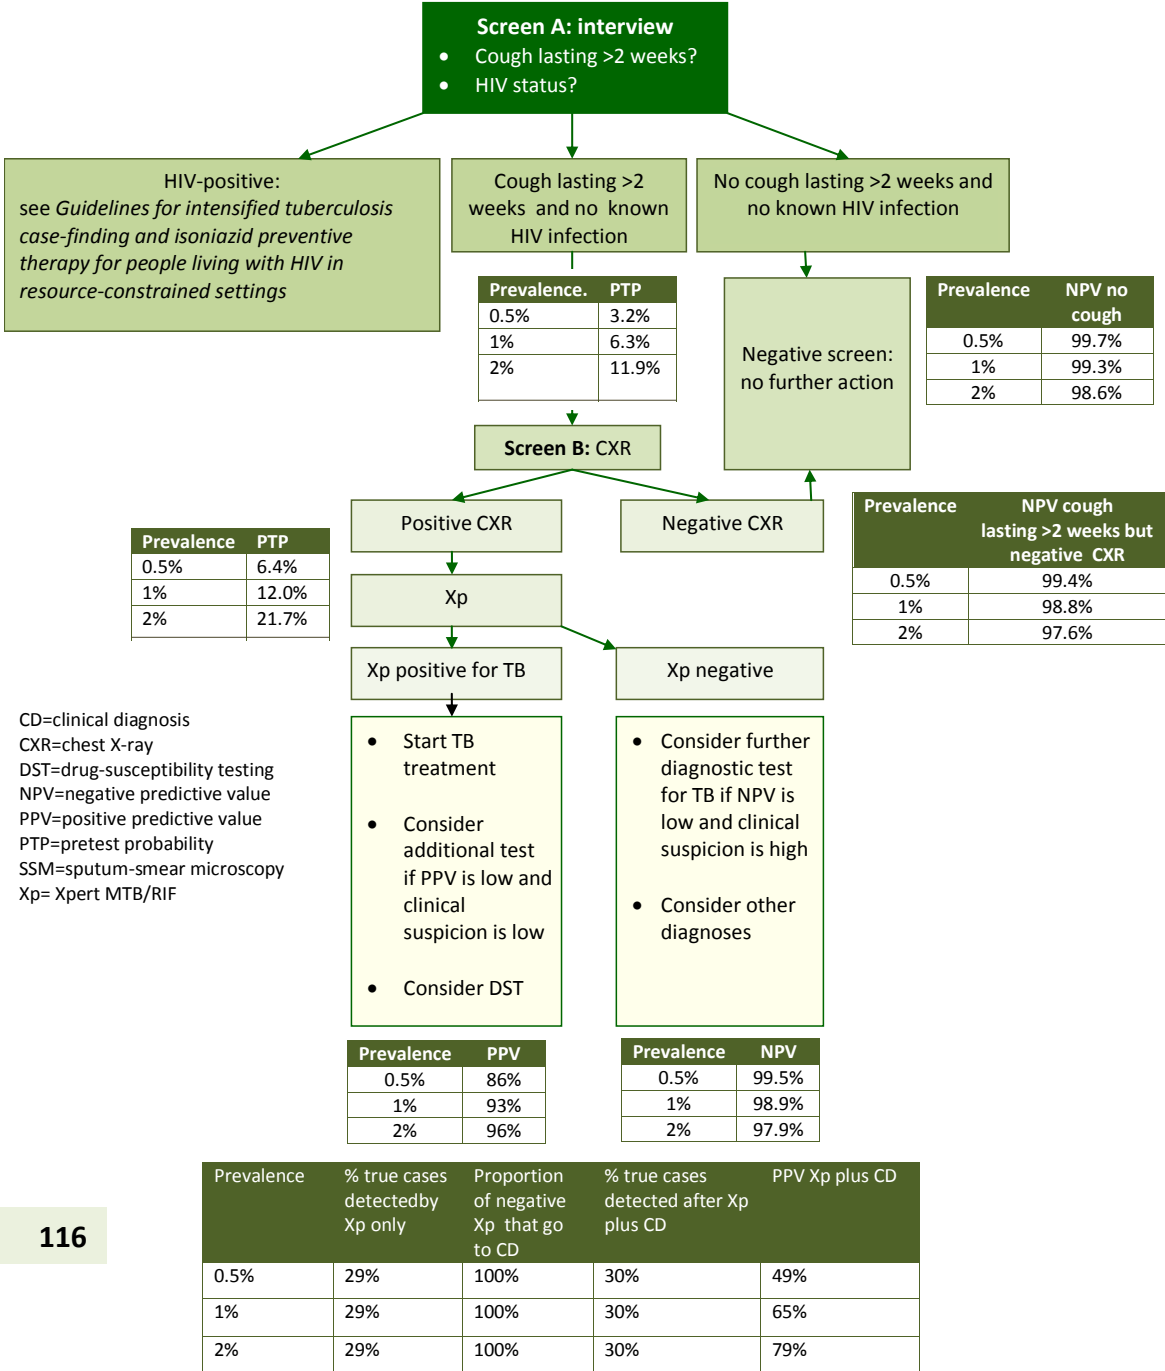 Screen A: interview
• Cough lasting >2 weeks?
• HIV status?
HIV-positive:
see Guidelines for intensified tuberculosis
case-finding and isoniazid preventive
therapy for people living with HIV in
resource-constrained settings
Cough lasting >2
weeks and no known
HIV infection
No cough lasting >2 weeks and
no known HIV infection
Prevalence. PTP
0.5% 3.2%
1% 6.3%
2% 11.9%
Negative screen:
no further action
Prevalence NPV no
cough
0.5% 99.7%
1% 99.3%
2% 98.6%
Screen B: CXR
Positive CXR
Negative CXR
Prevalence NPV cough
lasting >2 weeks but
negative CXR
0.5% 99.4%
1% 98.8%
2% 97.6%
Prevalence PTP
0.5% 6.4%
1% 12.0%
2% 21.7%
Xp
Xp positive for TB
Xp negative
CD=clinical diagnosis
CXR=chest X-ray
DST=drug-susceptibility testing
NPV=negative predictive value
PPV=positive predictive value
PTP=pretest probability
SSM=sputum-smear microscopy
Xp= Xpert MTB/RIF
• Start TB
treatment
• Consider
additional test
if PPV is low and
clinical
suspicion is low
• Consider DST
• Consider further
diagnostic test
for TB if NPV is
low and clinical
suspicion is high
• Consider other
diagnoses
Prevalence PPV
0.5% 86%
1% 93%
2% 96%
Prevalence NPV
0.5% 99.5%
1% 98.9%
2% 97.9%
Prevalence % true cases Proportion % true cases PPV Xp plus CD
detectedby of negative detected after Xp
Xp only Xp that go plus CD
to CD
0.5% 29% 100% 30% 49%
1% 29% 100% 30% 65%
2% 29% 100% 30% 79%
116